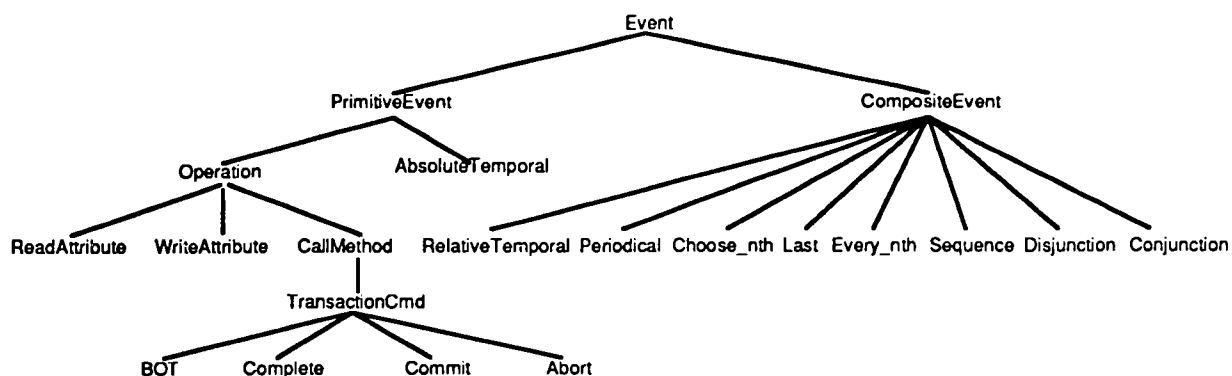 Event
PrimitiveEvent CompositeEvent
Operation AbsoluteTemporal
ReadAttribute WriteAttribute CallMethod RelativeTemporal Periodical Choose_nth Last Every_nth Sequence Disjunction Conjunction
TransactionCmd
BOT Complete Commit Abort